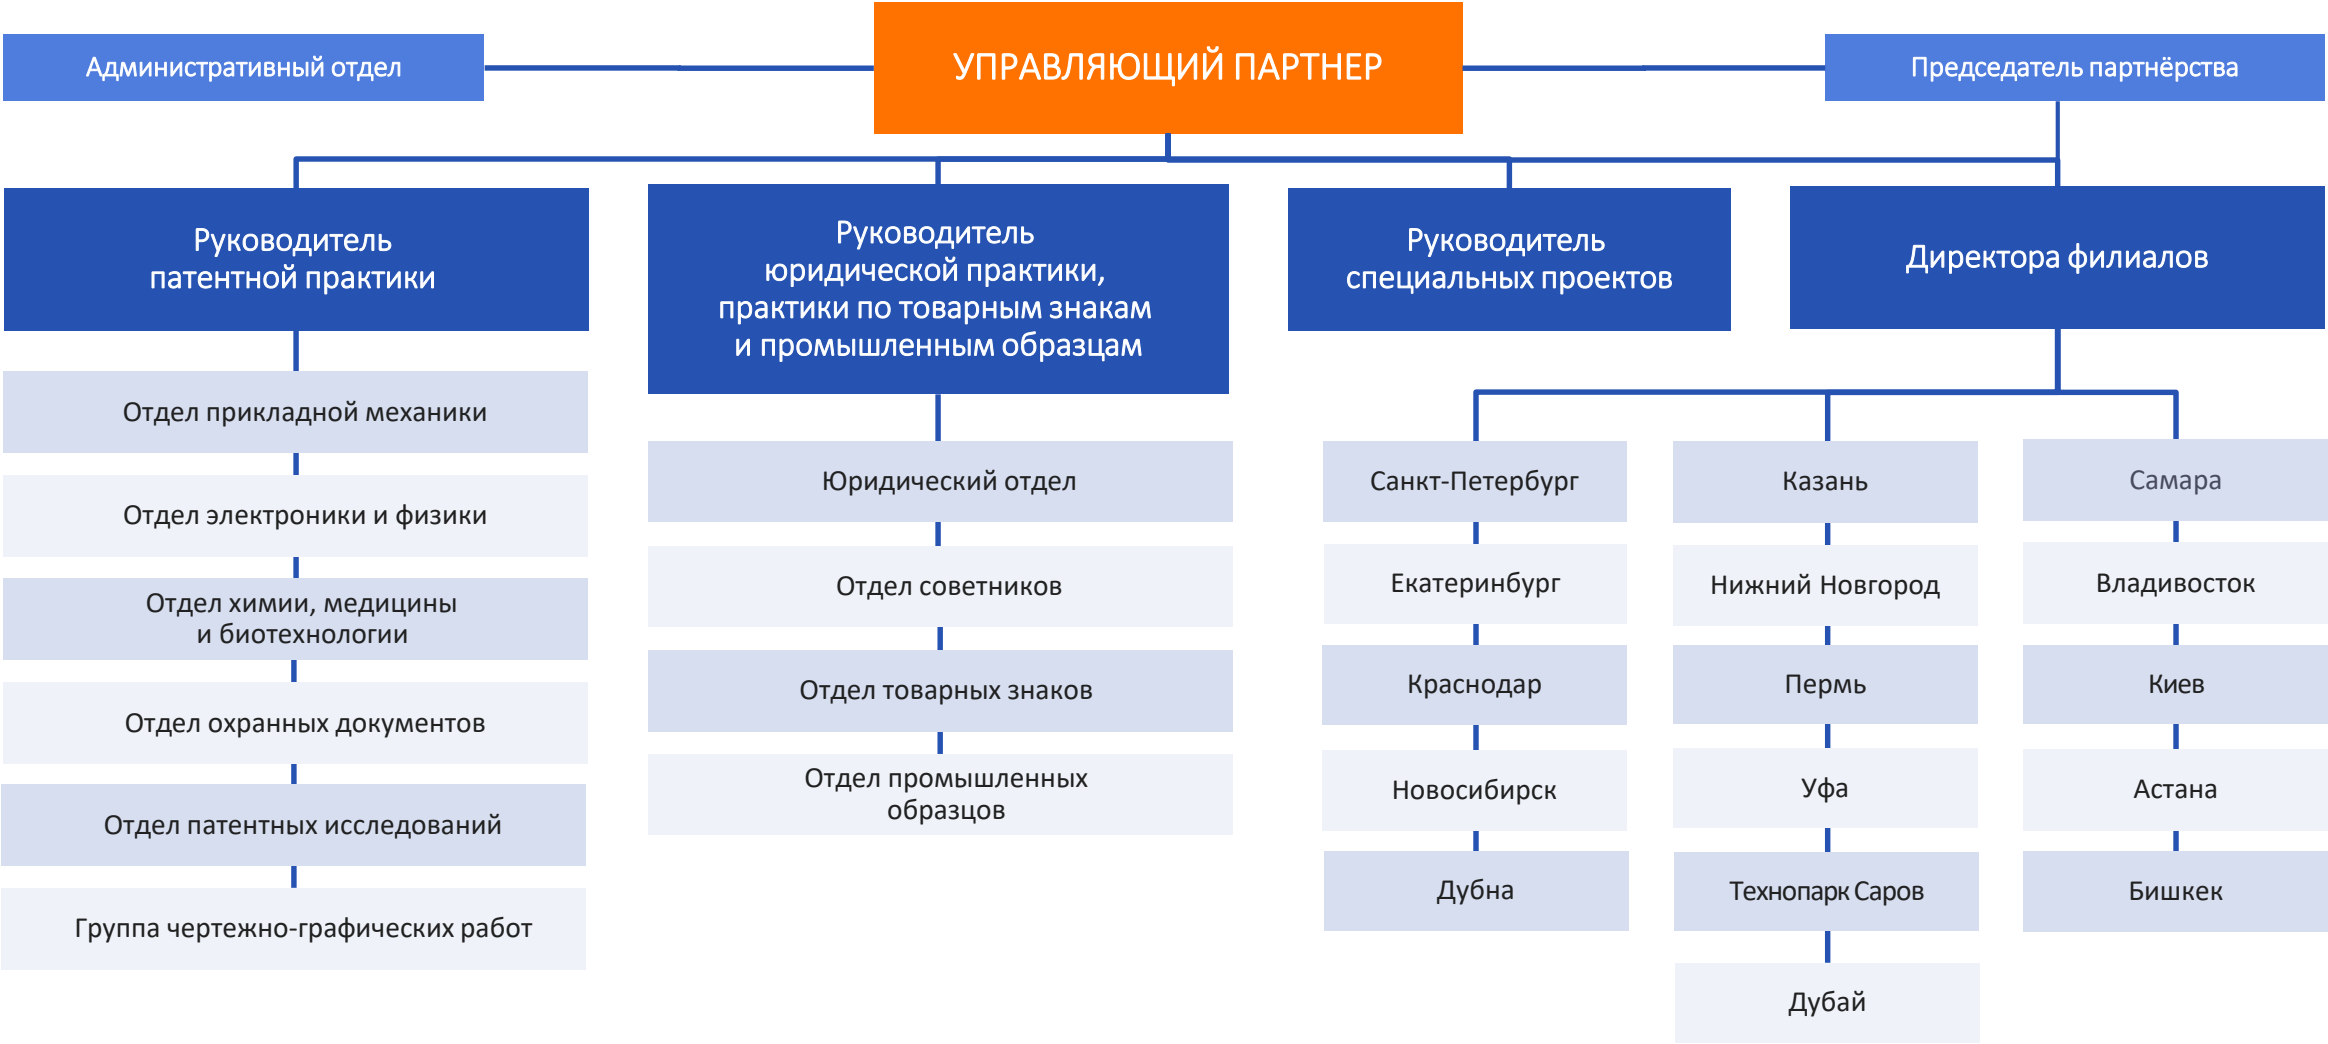 Административный отдел
УПРАВЛЯЮЩИЙ ПАРТНЕР
Председатель партнёрства
Руководитель
патентной практики
Руководитель
юридической практики,
практики по товарным знакам
и промышленным образцам
Руководитель
специальных проектов
Директора филиалов
Отдел прикладной механики
Отдел электроники и физики
Отдел химии, медицины
и биотехнологии
Отдел охранных документов
Отдел патентных исследований
Группа чертежно-графических работ
Юридический отдел
Отдел советников
Отдел товарных знаков
Отдел промышленных
образцов
Санкт-Петербург
Екатеринбург
Краснодар
Новосибирск
Дубна
Казань
Нижний Новгород
Пермь
Уфа
Технопарк Саров
Дубай
Самара
Владивосток
Киев
Астана
Бишкек